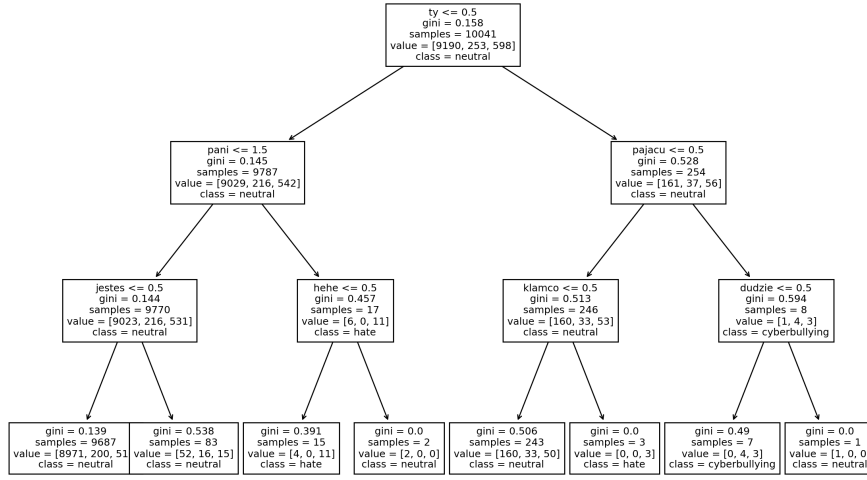 ty <= 0.5
gini = 0.158
samples = 10041
value = [9190, 253, 598]
class = neutral
pani <= 1.5
gini = 0.145
samples = 9787
value = [9029, 216, 542]
class = neutral
pajacu <= 0.5
gini = 0.528
samples = 254
value = [161, 37, 56]
class = neutral
jestes <= 0.5
gini = 0.144
samples = 9770
value = [9023, 216, 531]
class = neutral
hehe <= 0.5
gini = 0.457
samples = 17
value = [6, 0, 11]
class = hate
klamco <= 0.5
gini = 0.513
samples = 246
value = [160, 33, 53]
class = neutral
dudzie <= 0.5
gini = 0.594
samples = 8
value = [1, 4, 3]
class = cyberbullying
gini = 0.139
samples = 9687
value = [8971, 200, 51
class = neutral
gini = 0.538
samples = 83
value = [52, 16, 15]
class = neutral
gini = 0.391
samples = 15
value = [4, 0, 11]
class = hate
gini = 0.0
samples = 2
value = [2, 0, 0]
class = neutral
gini = 0.506
samples = 243
value = [160, 33, 50]
class = neutral
gini = 0.0
samples = 3
value = [0, 0, 3]
class = hate
gini = 0.49
samples = 7
value = [0, 4, 3]
class = cyberbullying
gini = 0.0
samples = 1
value = [1, 0, 0
class = neutral